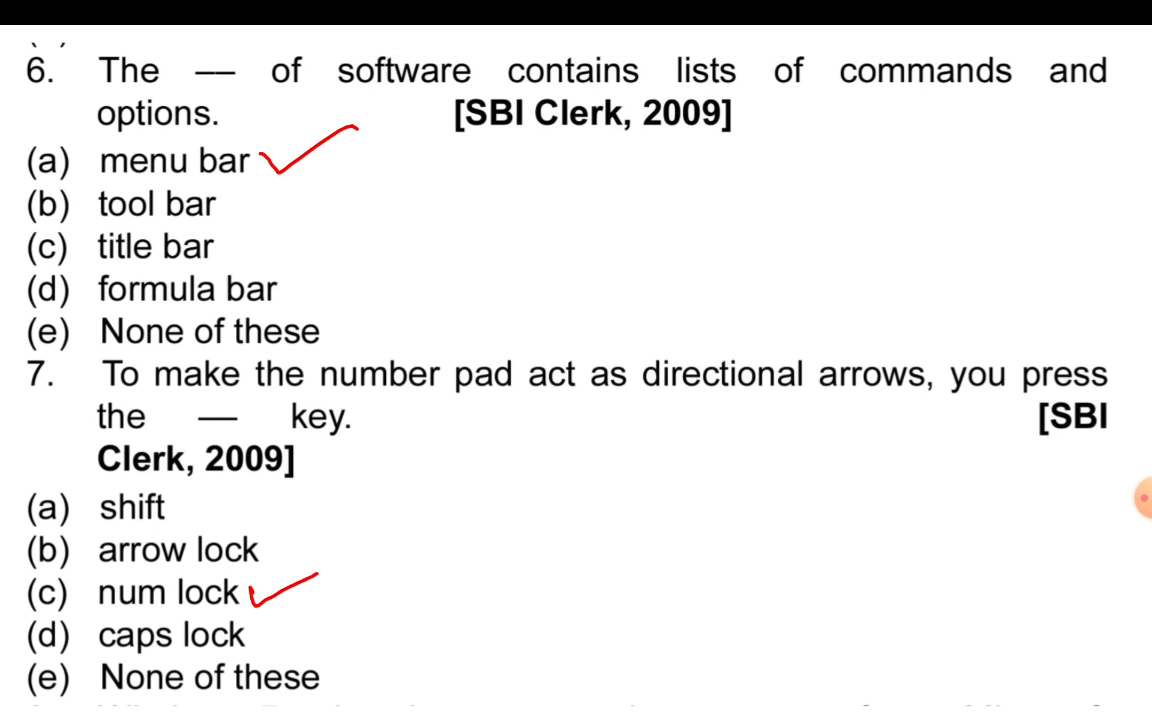 6. The — of software contains lists of commands and
options. [SBI Clerk, 2009]
(a) menu bar
(b) tool bar
(c) title bar
(d) formula bar
(e) None of these
7. To make the number pad act as directional arrows, you press
the — key. [SBI
Clerk, 2009]
(a) shift
(b) arrow lock
(c) num lock
(d) caps lock
(e) None of these